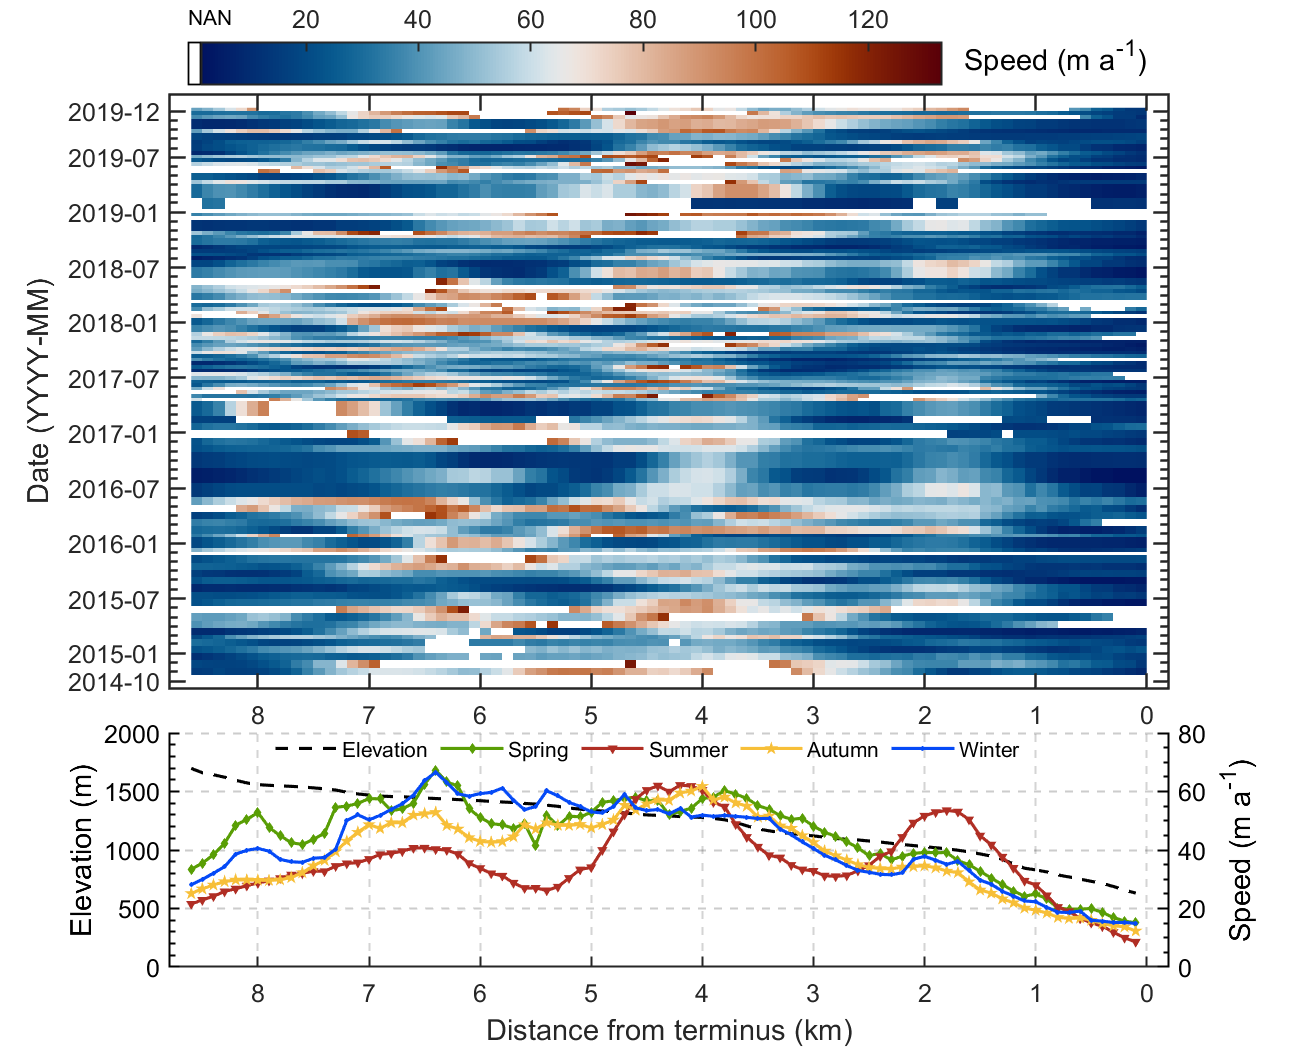 NAN 20 40 60 80 100 120
Speed (m a⁻¹)
Date (YYYY-MM)
2019-12
2019-07
2019-01
2018-07
2018-01
2017-07
2017-01
2016-07
2016-01
2015-07
2015-01
2014-10
8 7 6 5 4 3 2 1 0
Elevation (m)
2000
1500
1000
500
0
Elevation Spring Summer Autumn Winter
80
60
40
20
0
Speed (m a⁻¹)
8 7 6 5 4 3 2 1 0
Distance from terminus (km)